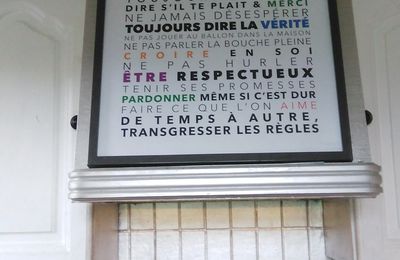 DIRE S'IL TE PLAIT & MERCI
NE JAMAIS DÉSESPÉRER
TOUJOURS DIRE LA VÉRITÉ
NE PAS JOUER AU BALLON DANS LA MAISON
NE PAS PARLER LA BOUCHE PLEINE
CROIRE EN SOI
NE PAS HURLER
ÊTRE RESPECTUEUX
TENIR SES PROMESSES
PARDONNER MÊME SI C'EST DUR
FAIRE CE QUE L'ON AIME
DE TEMPS À AUTRE,
TRANSGRESSER LES RÈGLES